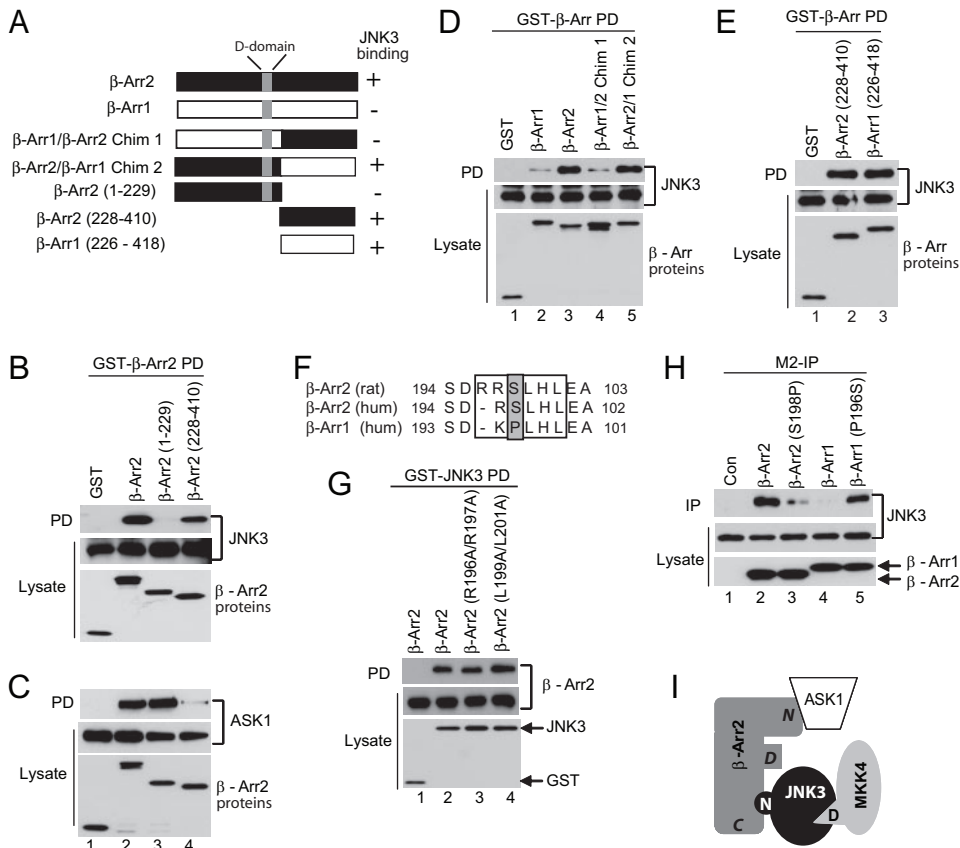 A
D-domain
JNK3
binding
β-Arr2 +
β-Arr1 -
β-Arr1/β-Arr2 Chim 1 -
β-Arr2/β-Arr1 Chim 2 +
β-Arr2 (1-229) -
β-Arr2 (228-410) +
β-Arr1 (226 - 418) +
B
GST-β-Arr2 PD
GST
β-Arr2
β-Arr2 (1-229)
β-Arr2 (228-410)
PD
JNK3
Lysate
β - Arr2
proteins
C
PD
ASK1
Lysate
β - Arr2
proteins
1 2 3 4
D
GST-β-Arr PD
GST
β-Arr1
β-Arr2
β-Arr1/2 Chim 1
β-Arr2/1 Chim 2
PD
JNK3
Lysate
β - Arr
proteins
1 2 3 4 5
E
GST-β-Arr PD
GST
β-Arr2 (228-410)
β-Arr1 (226-418)
PD
JNK3
Lysate
β - Arr
proteins
1 2 3
F
β-Arr2 (rat) 194 S D R R S L H L E A 103
β-Arr2 (hum) 194 S D - R S L H L E A 102
β-Arr1 (hum) 193 S D - K P L H L E A 101
G
GST-JNK3 PD
β-Arr2
β-Arr2
β-Arr2 (R196A/R197A)
β-Arr2 (L199A/L201A)
PD
β - Arr2
Lysate
JNK3
GST
1 2 3 4
H
M2-IP
Con
β-Arr2
β-Arr2 (S198P)
β-Arr1
β-Arr1 (P196S)
IP
JNK3
Lysate
β - Arr1
β - Arr2
1 2 3 4 5
I
ASK1
N
β-Arr2
D
JNK3
MKK4
N
D
C